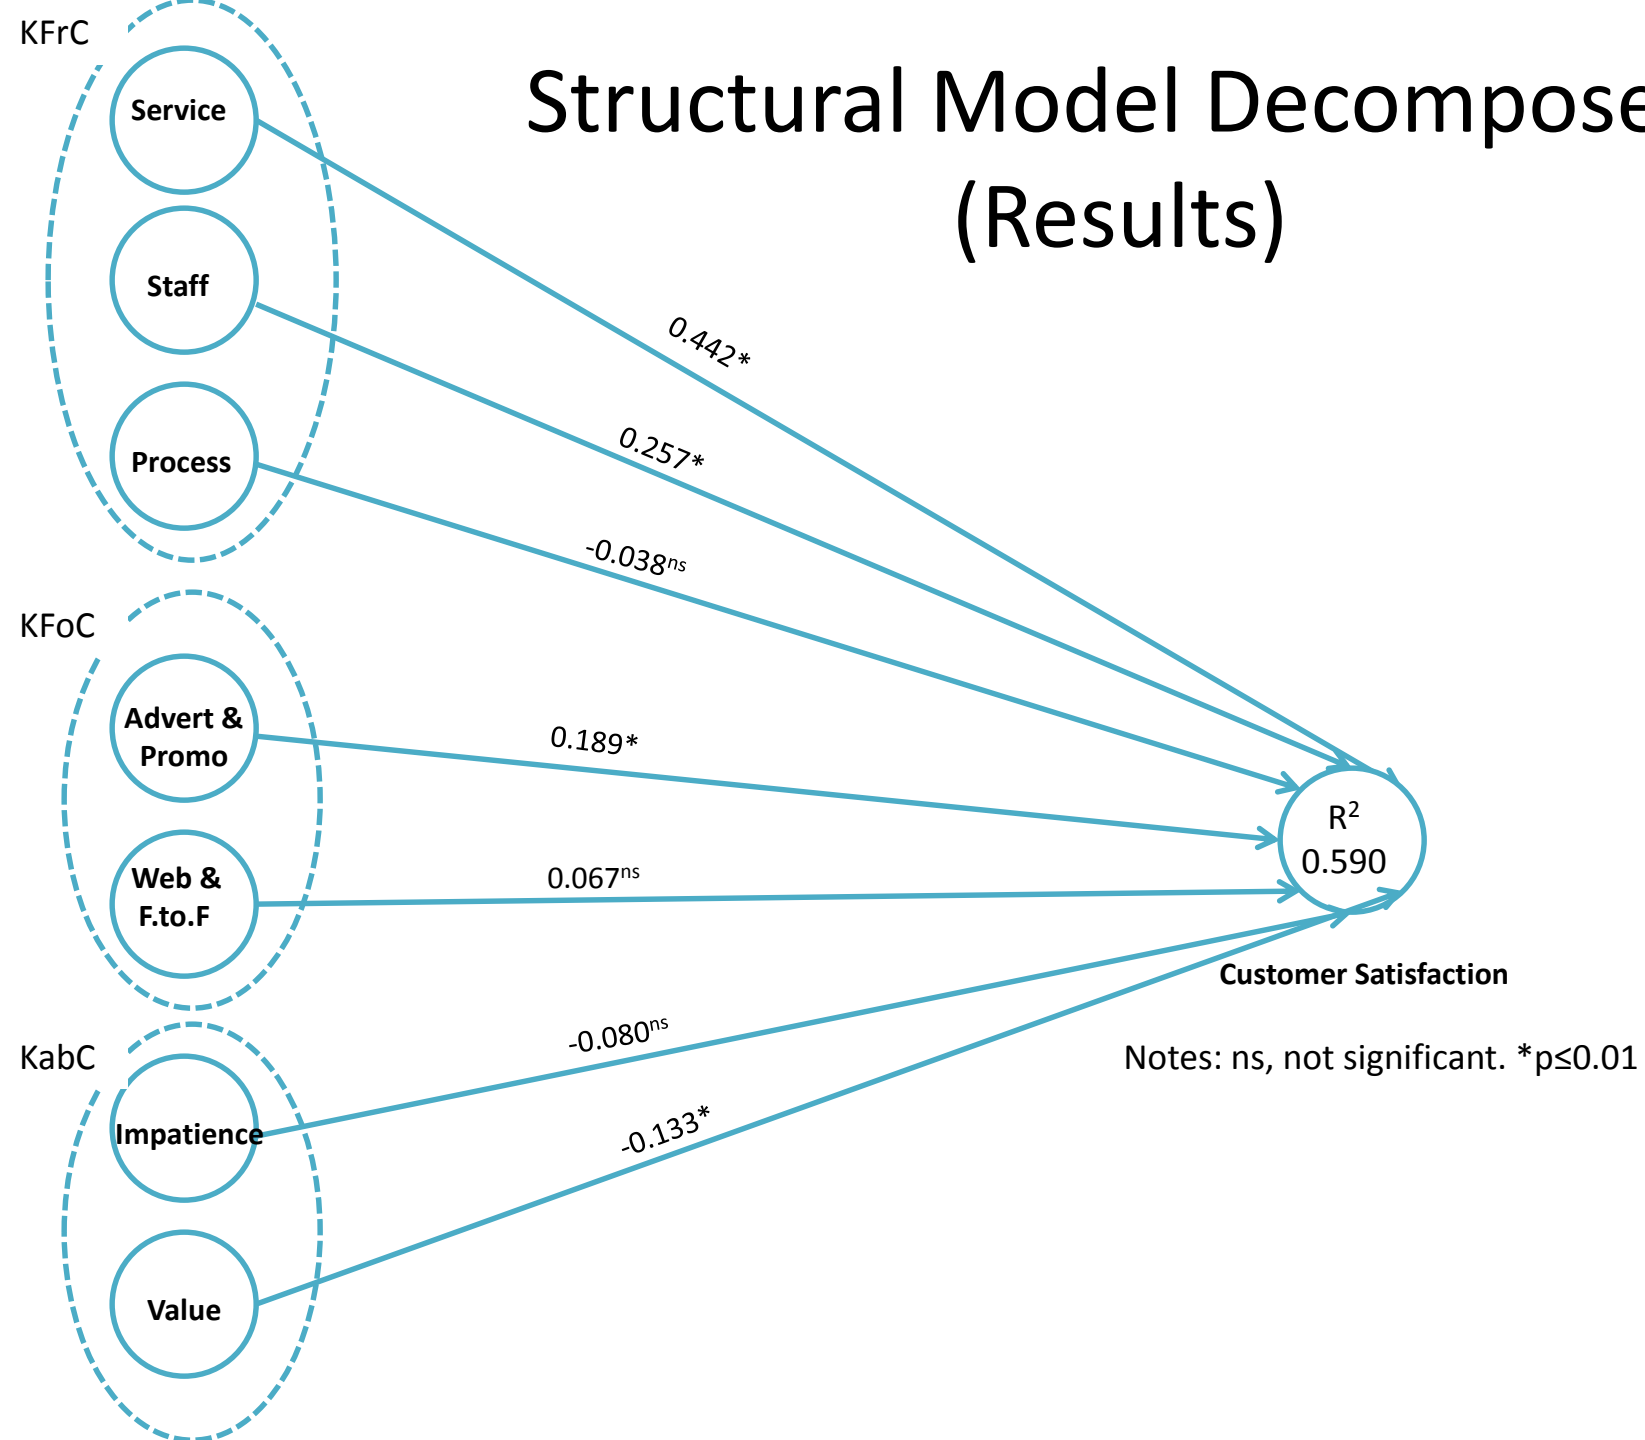 KFrC
Structural Model Decompose
(Results)
Service
Staff
Process
0.442*
0.257*
-0.038ns
KFoC
Advert &
Promo
Web &
F.to.F
0.189*
0.067ns
R2
0.590
Customer Satisfaction
KabC
Impatience
Value
-0.080ns
-0.133*
Notes: ns, not significant. *p≤0.01